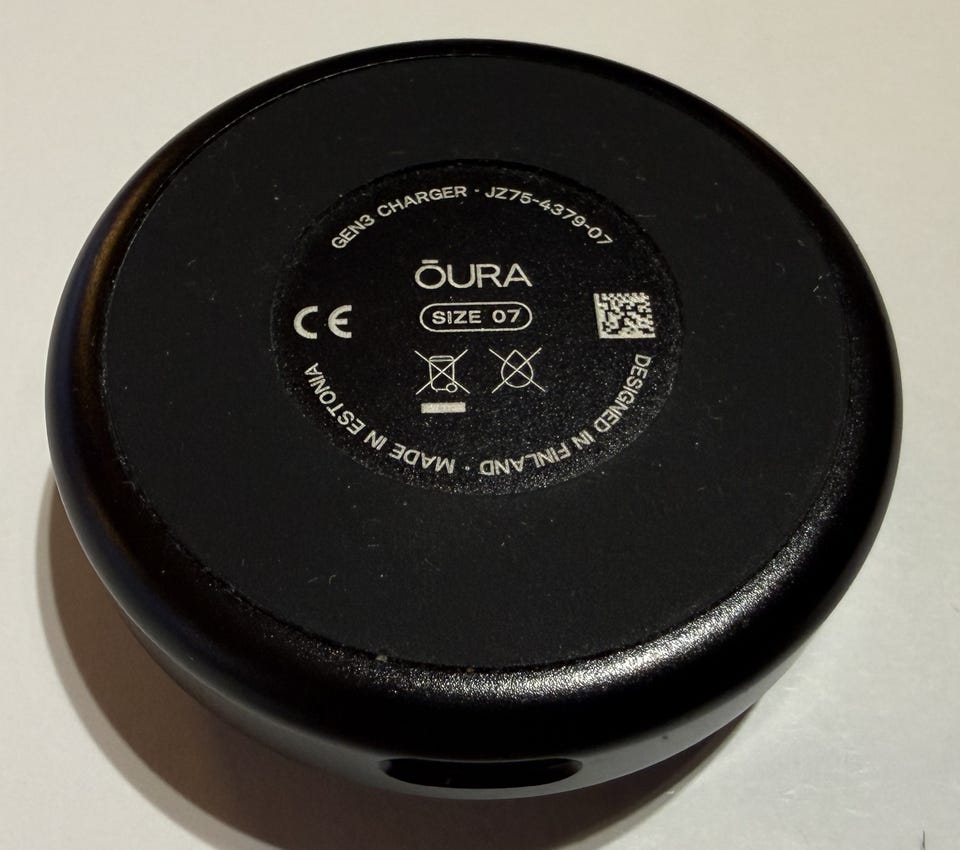 GEN3 CHARGER · JZ75-4379-07
ŌURA
SIZE 07
CE
DESIGNED IN FINLAND · MADE IN ESTONIA